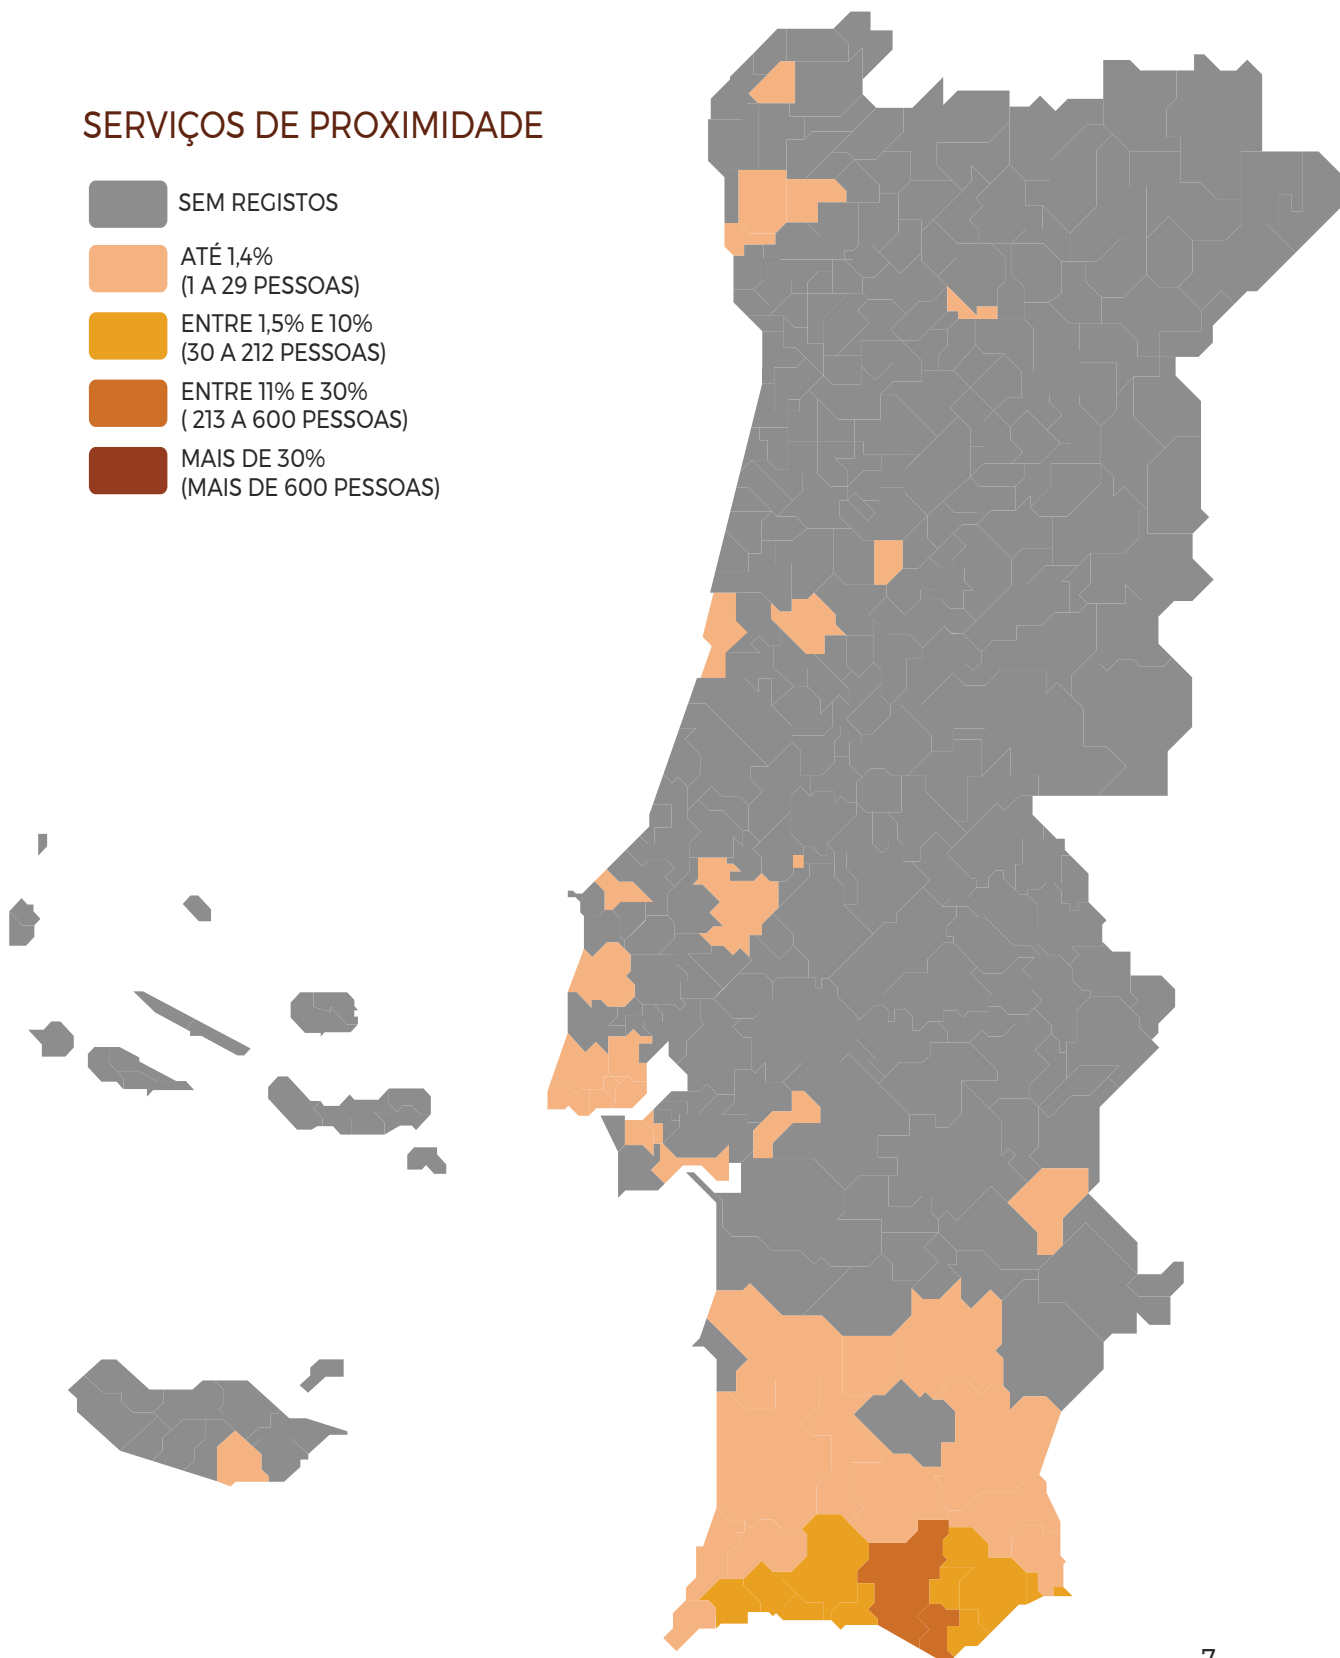 SERVIÇOS DE PROXIMIDADE
SEM REGISTOS
ATÉ 1,4%
(1 A 29 PESSOAS)
ENTRE 1,5% E 10%
(30 A 212 PESSOAS)
ENTRE 11% E 30%
( 213 A 600 PESSOAS)
MAIS DE 30%
(MAIS DE 600 PESSOAS)
7